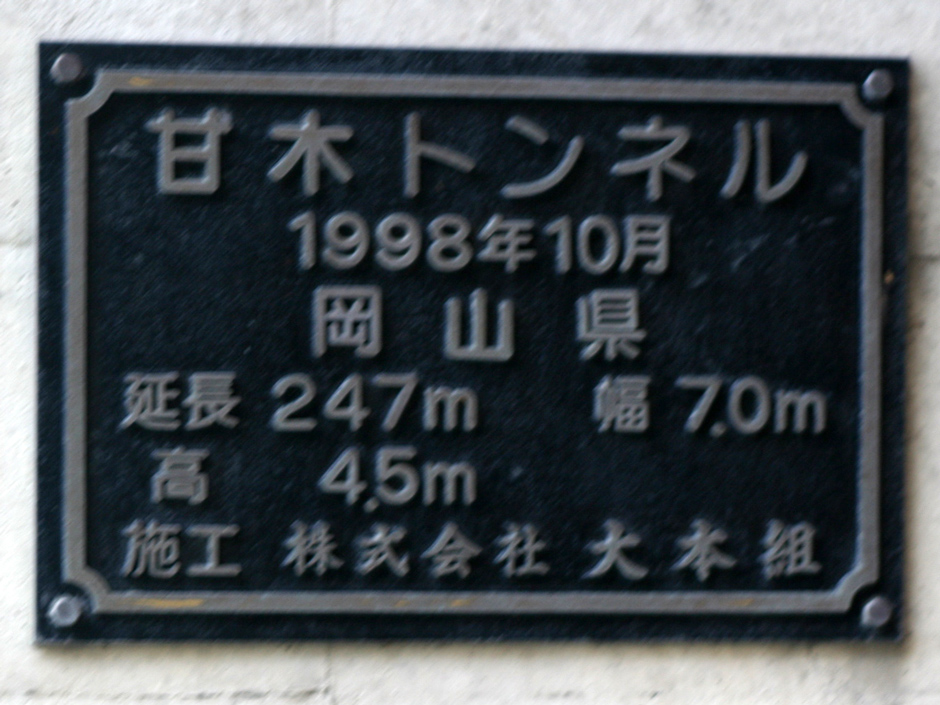 甘木トンネル
1998年10月
岡山県
延長 247m 幅 7.0m
高 4.5m
施工 株式会社 大本組